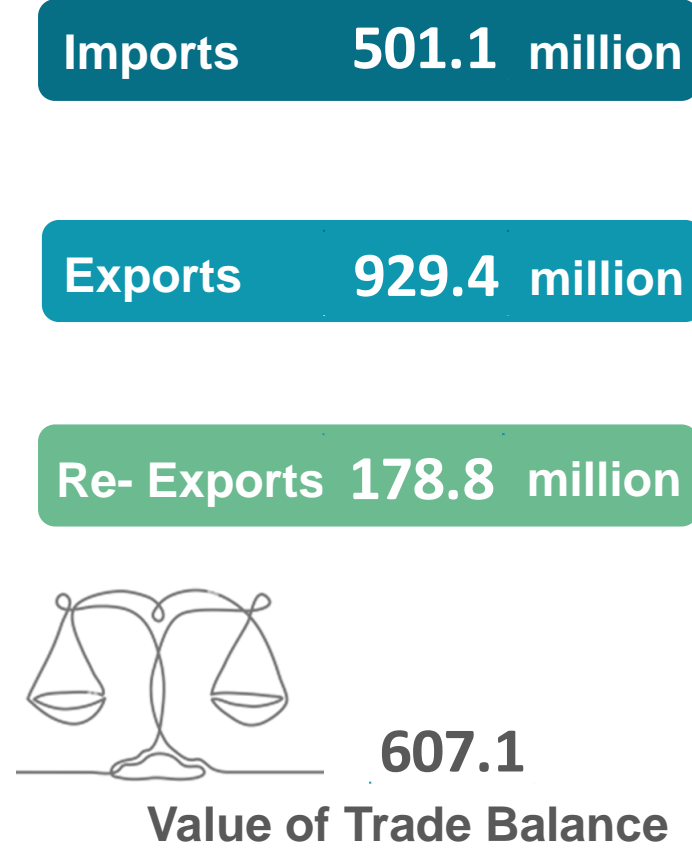 Imports 501.1 million
Exports 929.4 million
Re- Exports 178.8 million
607.1
Value of Trade Balance